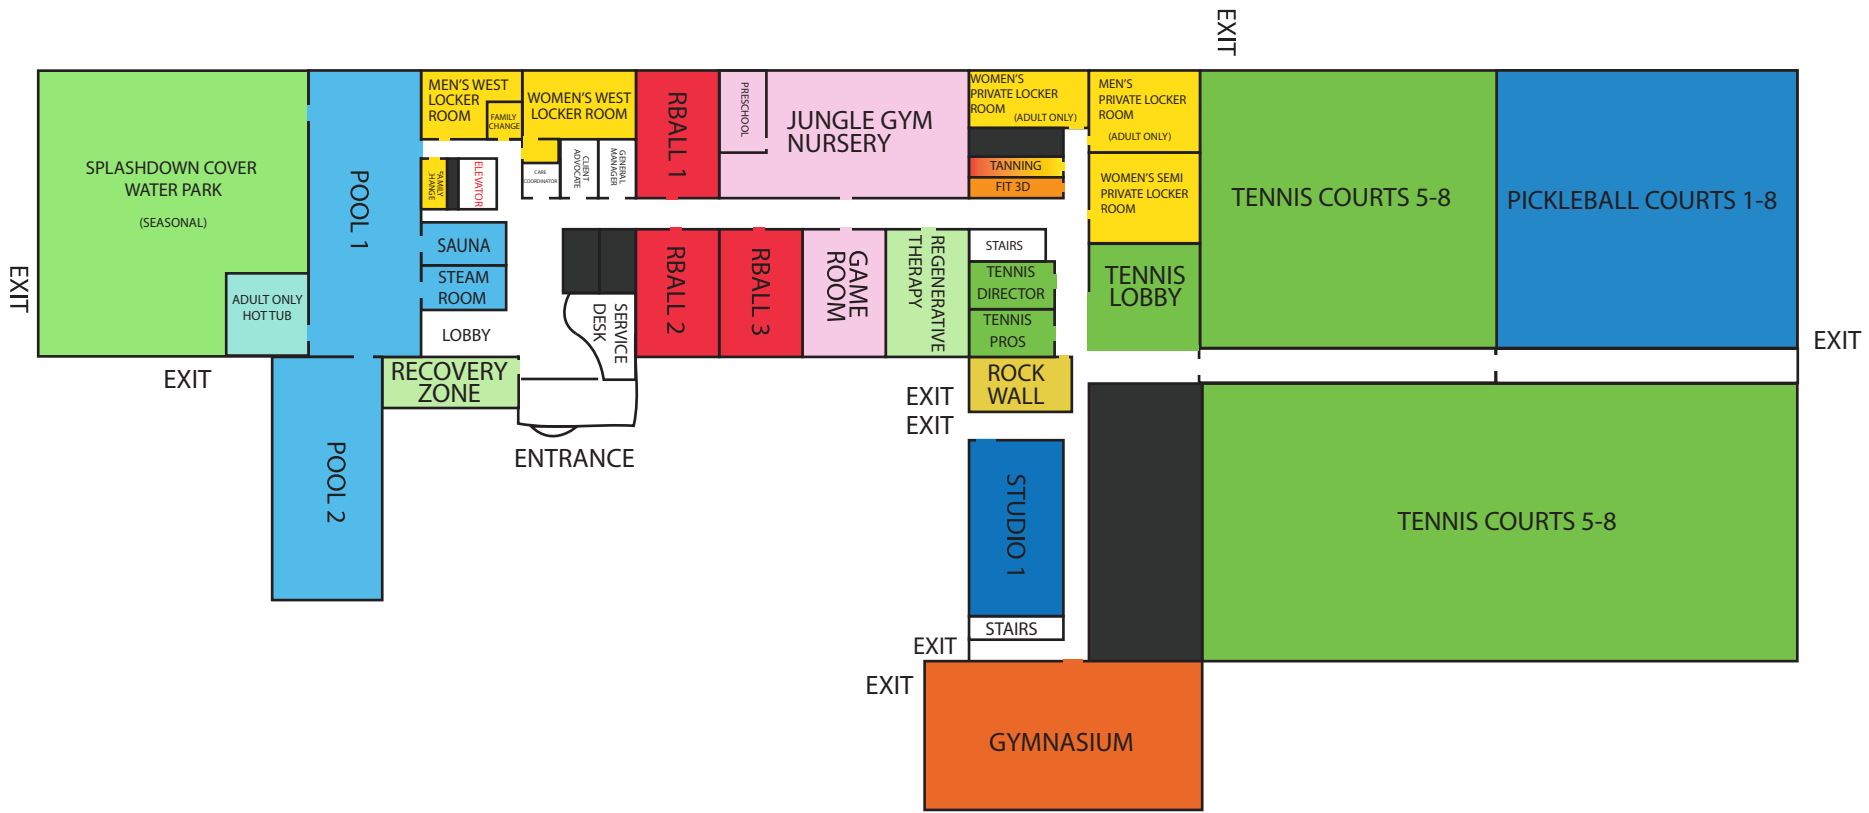 EXIT
MEN'S WEST
LOCKER
ROOM
FAMILY
CHANGE
WOMEN'S WEST
LOCKER ROOM
RBALL 1
PRESCHOOL
JUNGLE GYM
NURSERY
WOMEN'S
PRIVATE LOCKER
ROOM
(ADULT ONLY)
MEN'S
PRIVATE LOCKER
ROOM
(ADULT ONLY)
SPLASHDOWN COVER
WATER PARK
(SEASONAL)
POOL 1
FAMILY
ELEVATOR
CARE
COORDINATOR
CLIENT
ADVOCATE
GENERAL
MANAGER
TANNING
FIT 3D
WOMEN'S SEMI
PRIVATE LOCKER
ROOM
TENNIS COURTS 5-8
PICKLEBALL COURTS 1-8
SAUNA
STEAM
ROOM
LOBBY
SERVICE
DESK
RBALL 2
RBALL 3
GAME
ROOM
REGENERATIVE
THERAPY
STAIRS
TENNIS
DIRECTOR
TENNIS
PROS
TENNIS
LOBBY
EXIT
ADULT ONLY
HOT TUB
EXIT
EXIT
RECOVERY
ZONE
ROCK
WALL
EXIT
EXIT
ENTRANCE
POOL 2
STUDIO 1
TENNIS COURTS 5-8
STAIRS
EXIT
EXIT
GYMNASIUM